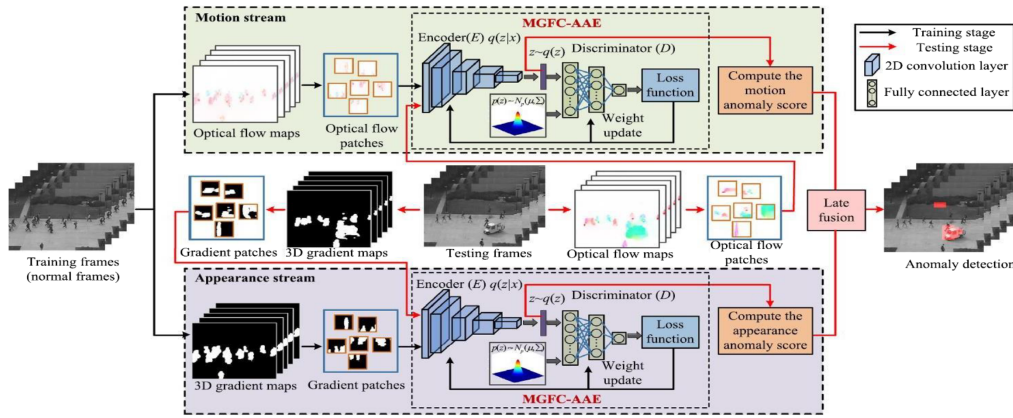 Motion stream
MGFC-AAE
Encoder(E) q(z|x)
z~q(z)
Discriminator (D)
Loss
function
p(z)~Nₚ(μ,Σ)
Weight
update
Optical flow maps
Optical flow
patches
Compute the
motion
anomaly score
Training stage
Testing stage
2D convolution layer
Fully connected layer
Training frames
(normal frames)
Gradient patches
3D gradient maps
Testing frames
Optical flow maps
Optical flow
patches
Late
fusion
Anomaly detection
Appearance stream
Encoder (E) q(z|x)
z~q(z)
Discriminator (D)
Loss
function
p(z)~Nₚ(μ,Σ)
Weight
update
3D gradient maps
Gradient patches
Compute the
appearance
anomaly score
MGFC-AAE